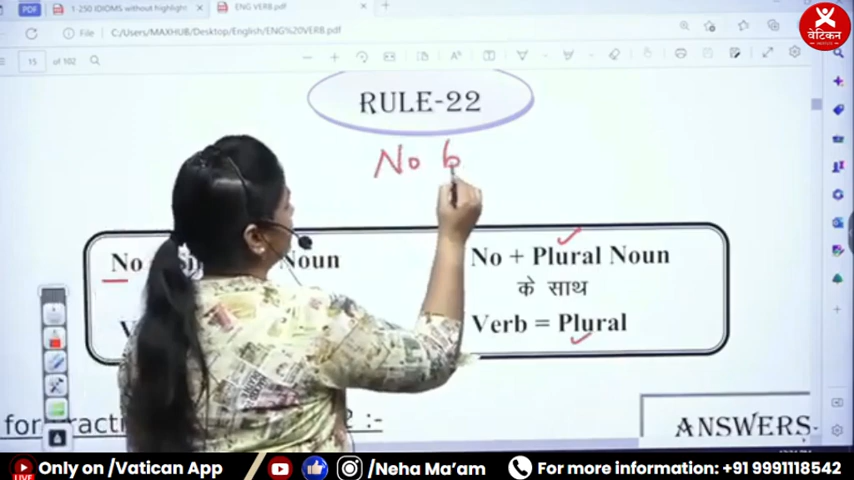 PDF 1-250 IDIOMS without highlight
ENG VERB.pdf
File C:/Users/MAXHUB/Desktop/English/ENG%20VERB.pdf
15 of 102
वेटिकन
RULE-22
No b
No Noun
No + Plural Noun
के साथ
Verb = Plural
for :-
ANSWERS-
LIVE
Only on /Vatican App
/Neha Ma'am
For more information: +91 9991118542